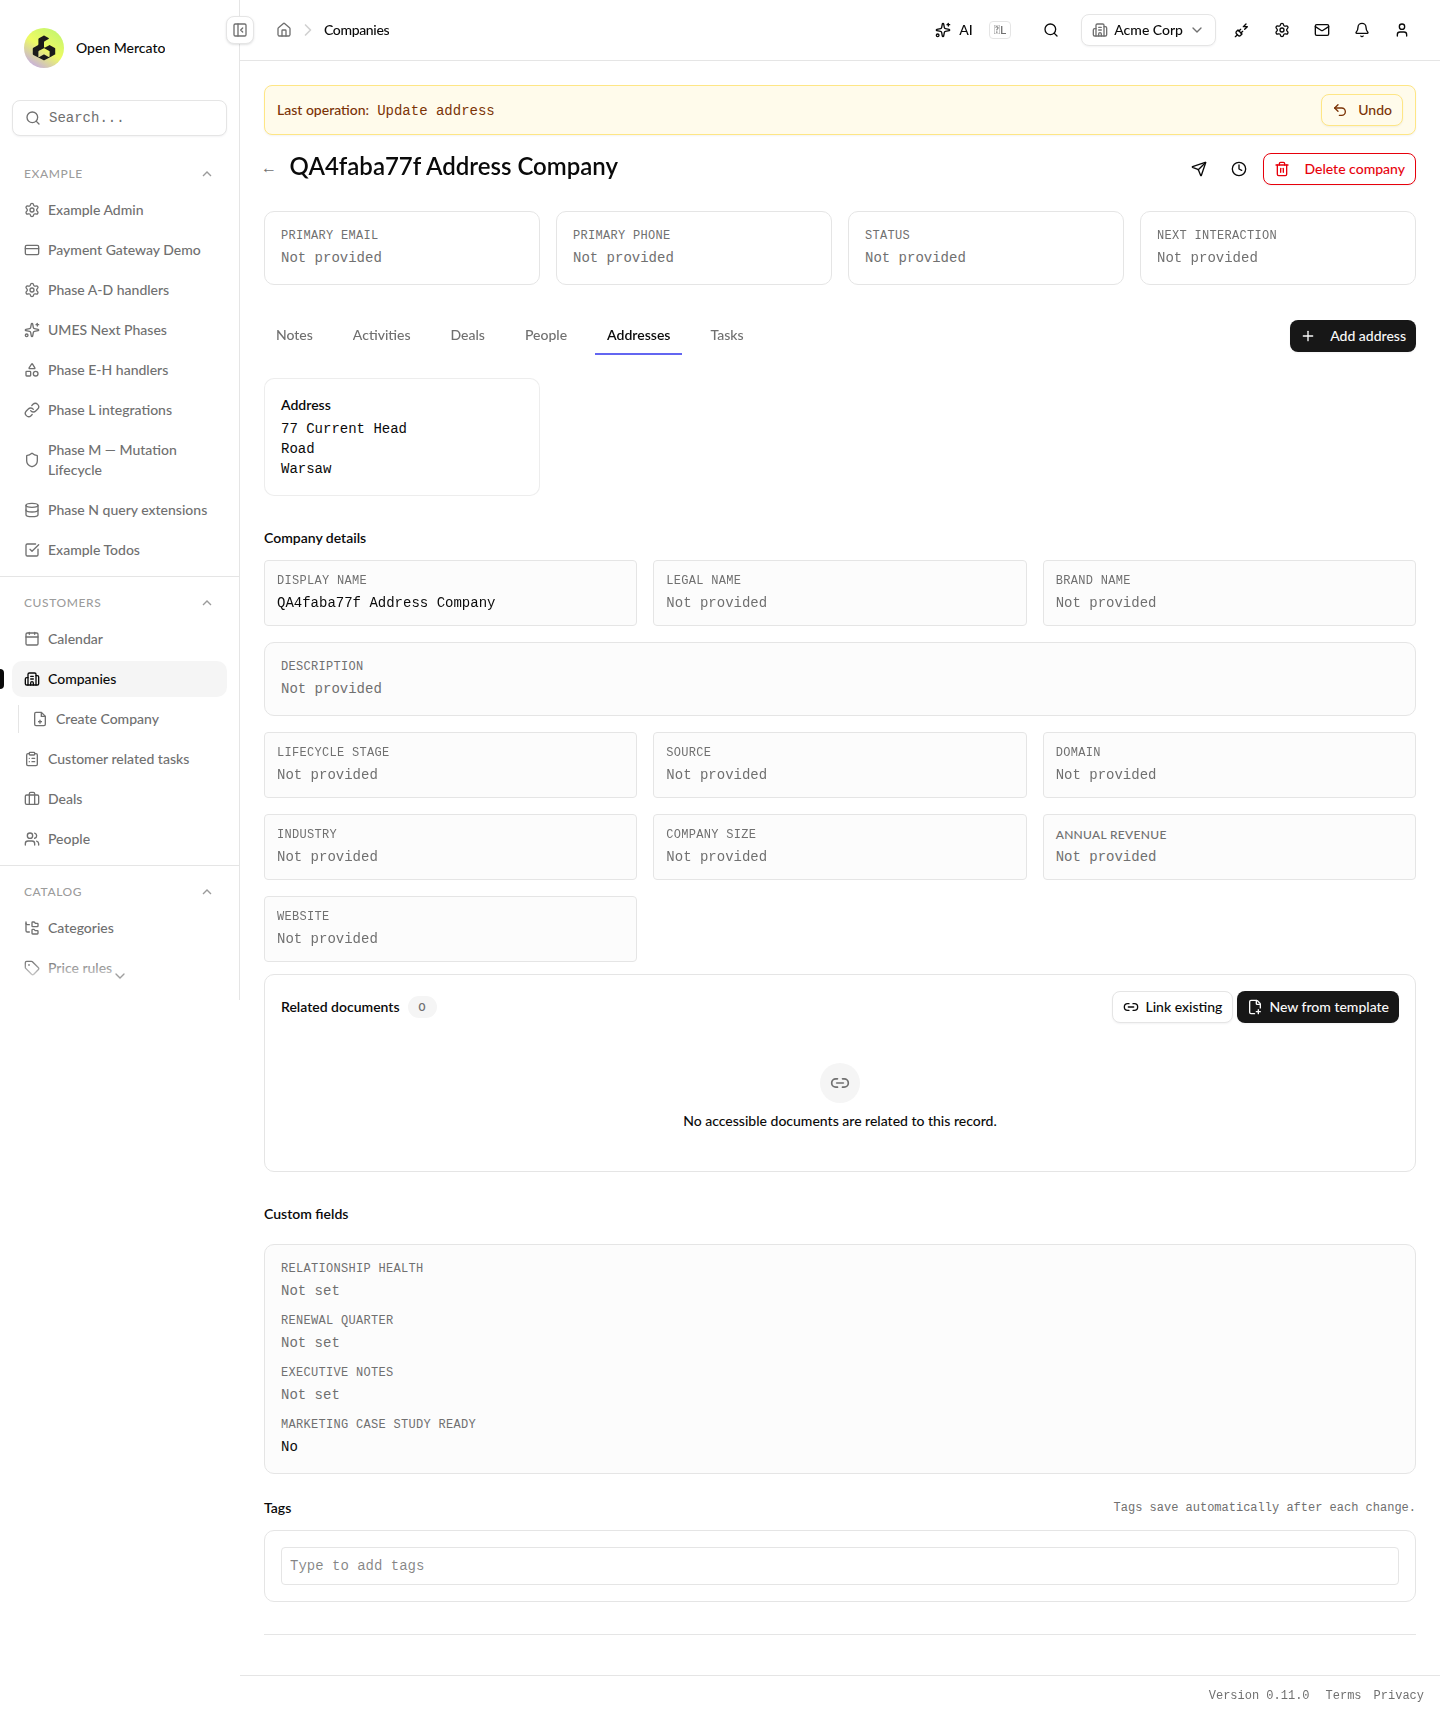 Open Mercato
Search...
EXAMPLE
Example Admin
Payment Gateway Demo
Phase A-D handlers
UMES Next Phases
Phase E-H handlers
Phase L integrations
Phase M — Mutation
Lifecycle
Phase N query extensions
Example Todos
CUSTOMERS
Calendar
Companies
Create Company
Customer related tasks
Deals
People
CATALOG
Categories
Price rules
Companies
AI
L
Acme Corp
Last operation: Update address
Undo
← QA4faba77f Address Company
Delete company
PRIMARY EMAIL
Not provided
PRIMARY PHONE
Not provided
STATUS
Not provided
NEXT INTERACTION
Not provided
Notes
Activities
Deals
People
Addresses
Tasks
Add address
Address
77 Current Head
Road
Warsaw
Company details
DISPLAY NAME
QA4faba77f Address Company
LEGAL NAME
Not provided
BRAND NAME
Not provided
DESCRIPTION
Not provided
LIFECYCLE STAGE
Not provided
SOURCE
Not provided
DOMAIN
Not provided
INDUSTRY
Not provided
COMPANY SIZE
Not provided
ANNUAL REVENUE
Not provided
WEBSITE
Not provided
Related documents 0
Link existing
New from template
No accessible documents are related to this record.
Custom fields
RELATIONSHIP HEALTH
Not set
RENEWAL QUARTER
Not set
EXECUTIVE NOTES
Not set
MARKETING CASE STUDY READY
No
Tags
Tags save automatically after each change.
Type to add tags
Version 0.11.0
Terms
Privacy